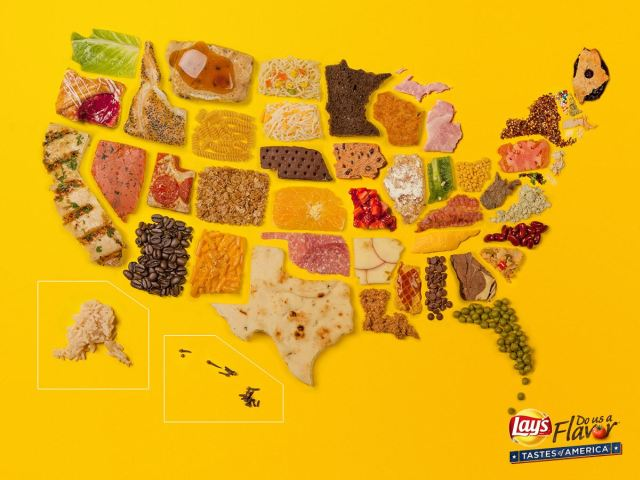 Lay's
Do us a
Flavor
TASTES of AMERICA